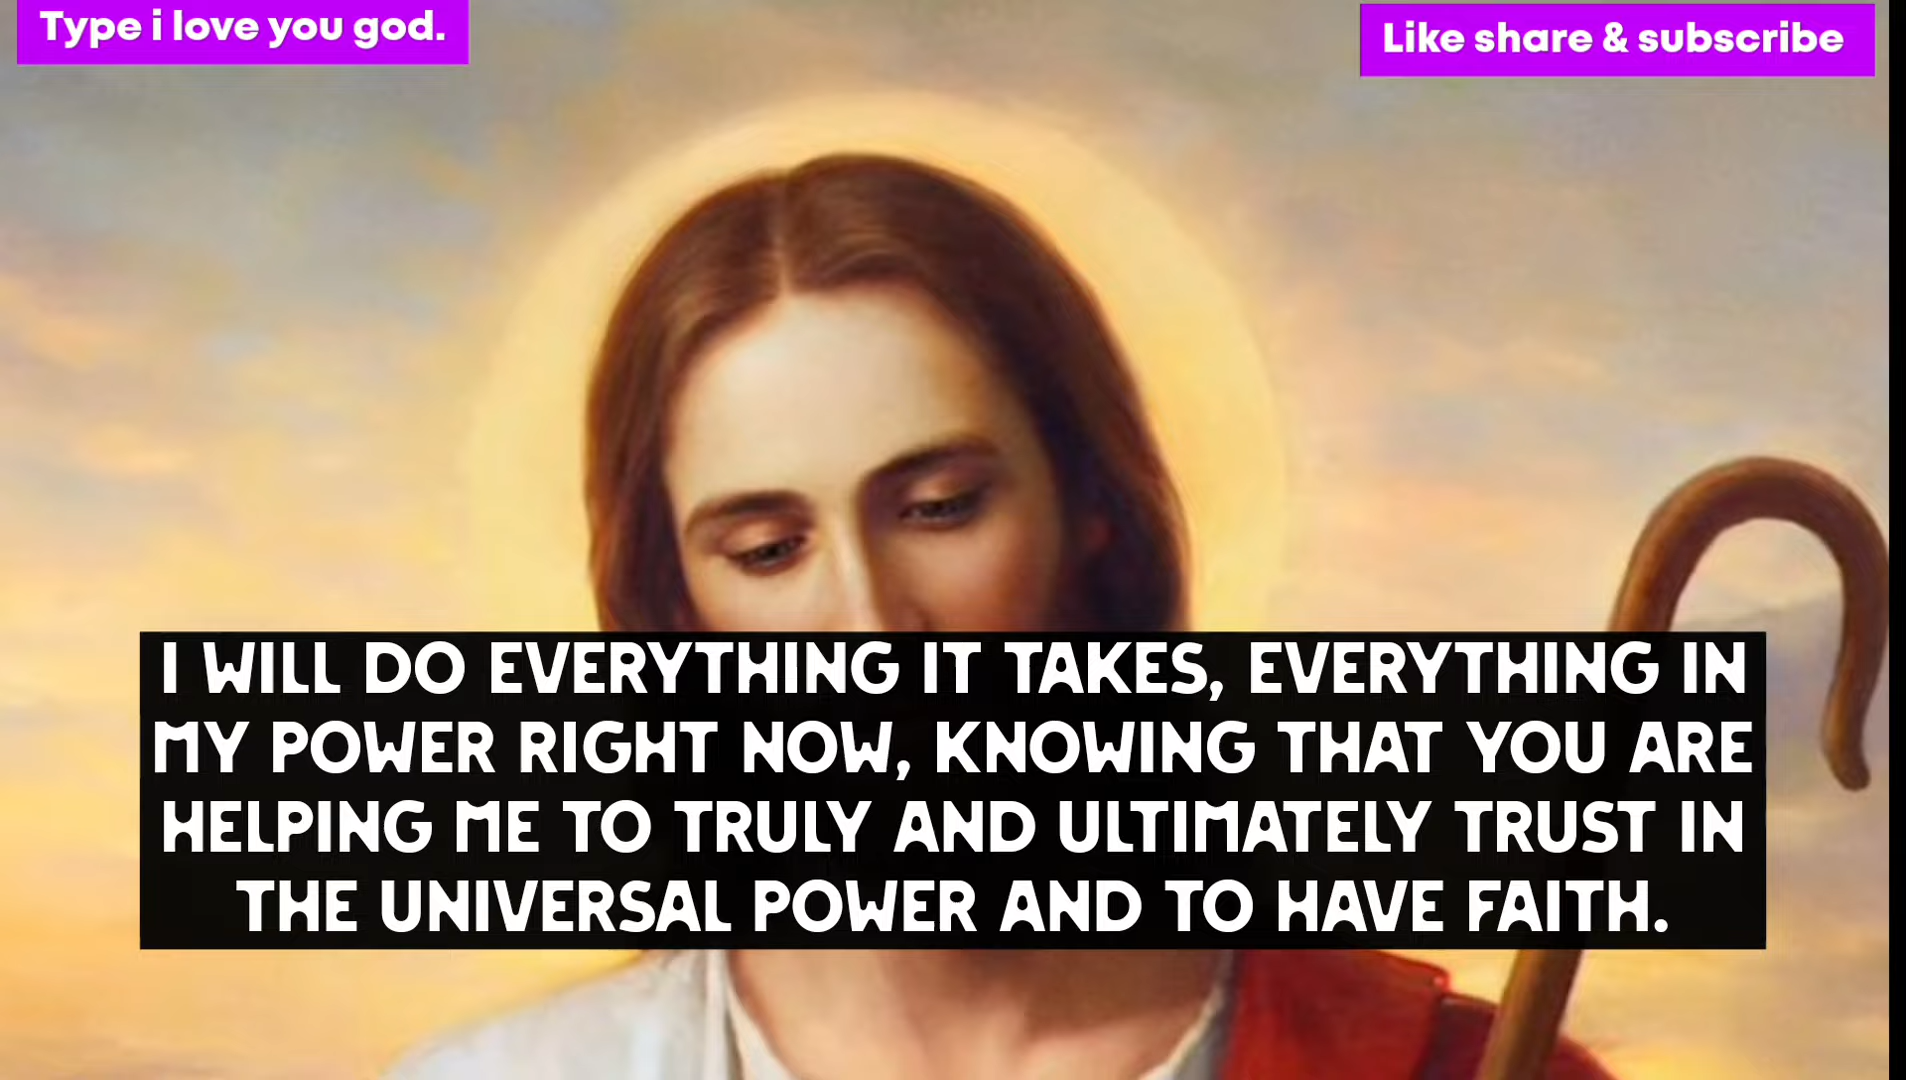 Type i love you god.
Like share & subscribe
I WILL DO EVERYTHING IT TAKES, EVERYTHING IN
MY POWER RIGHT NOW, KNOWING THAT YOU ARE
HELPING ME TO TRULY AND ULTIMATELY TRUST IN
THE UNIVERSAL POWER AND TO HAVE FAITH.